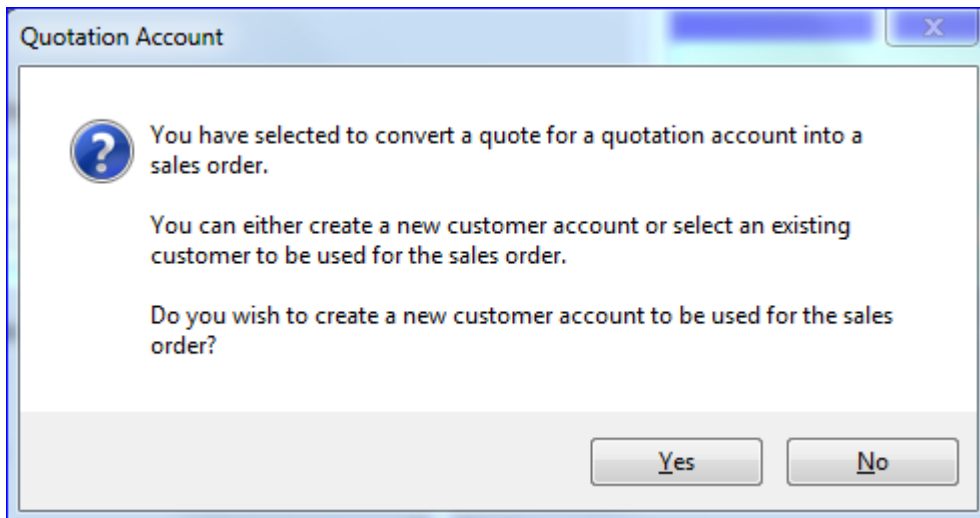 Quotation Account
X
You have selected to convert a quote for a quotation account into a
sales order.
You can either create a new customer account or select an existing
customer to be used for the sales order.
Do you wish to create a new customer account to be used for the sales
order?
Yes
No